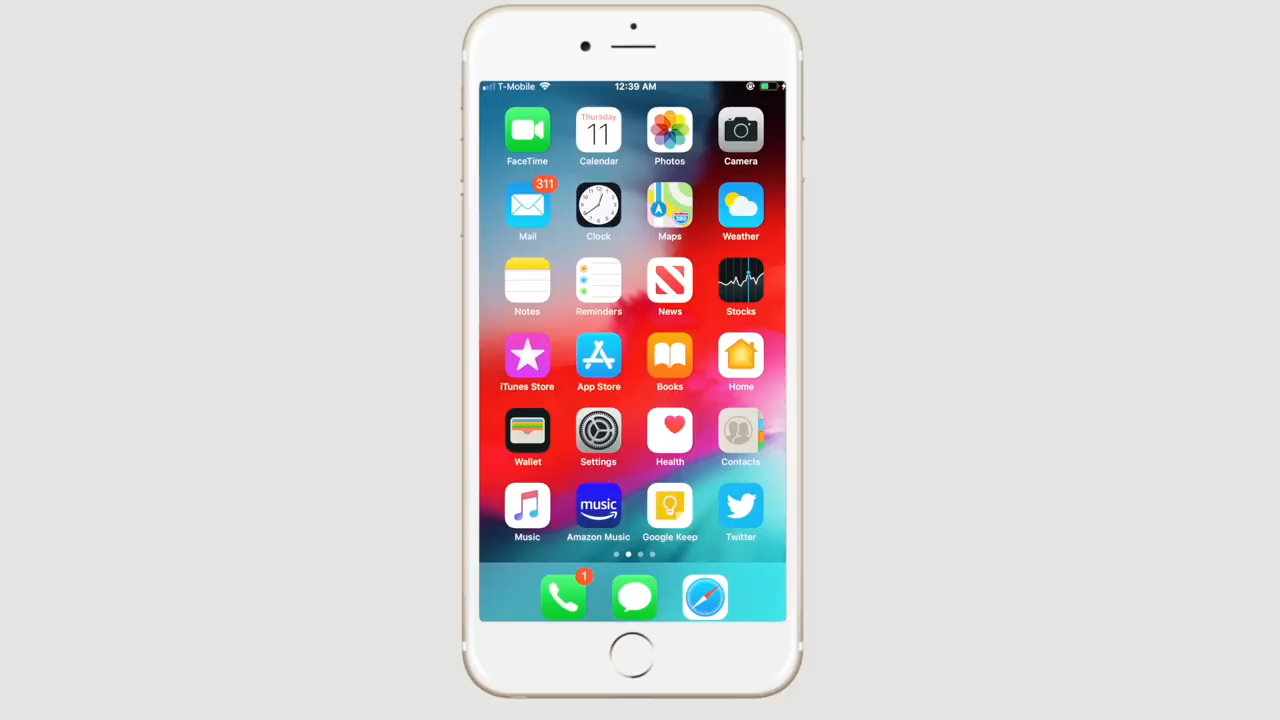 T-Mobile 12:39 AM
Thursday
11
FaceTime Calendar Photos Camera
311
280
Mail Clock Maps Weather
Notes Reminders News Stocks
iTunes Store App Store Books Home
Wallet Settings Health Contacts
music
Music Amazon Music Google Keep Twitter
1